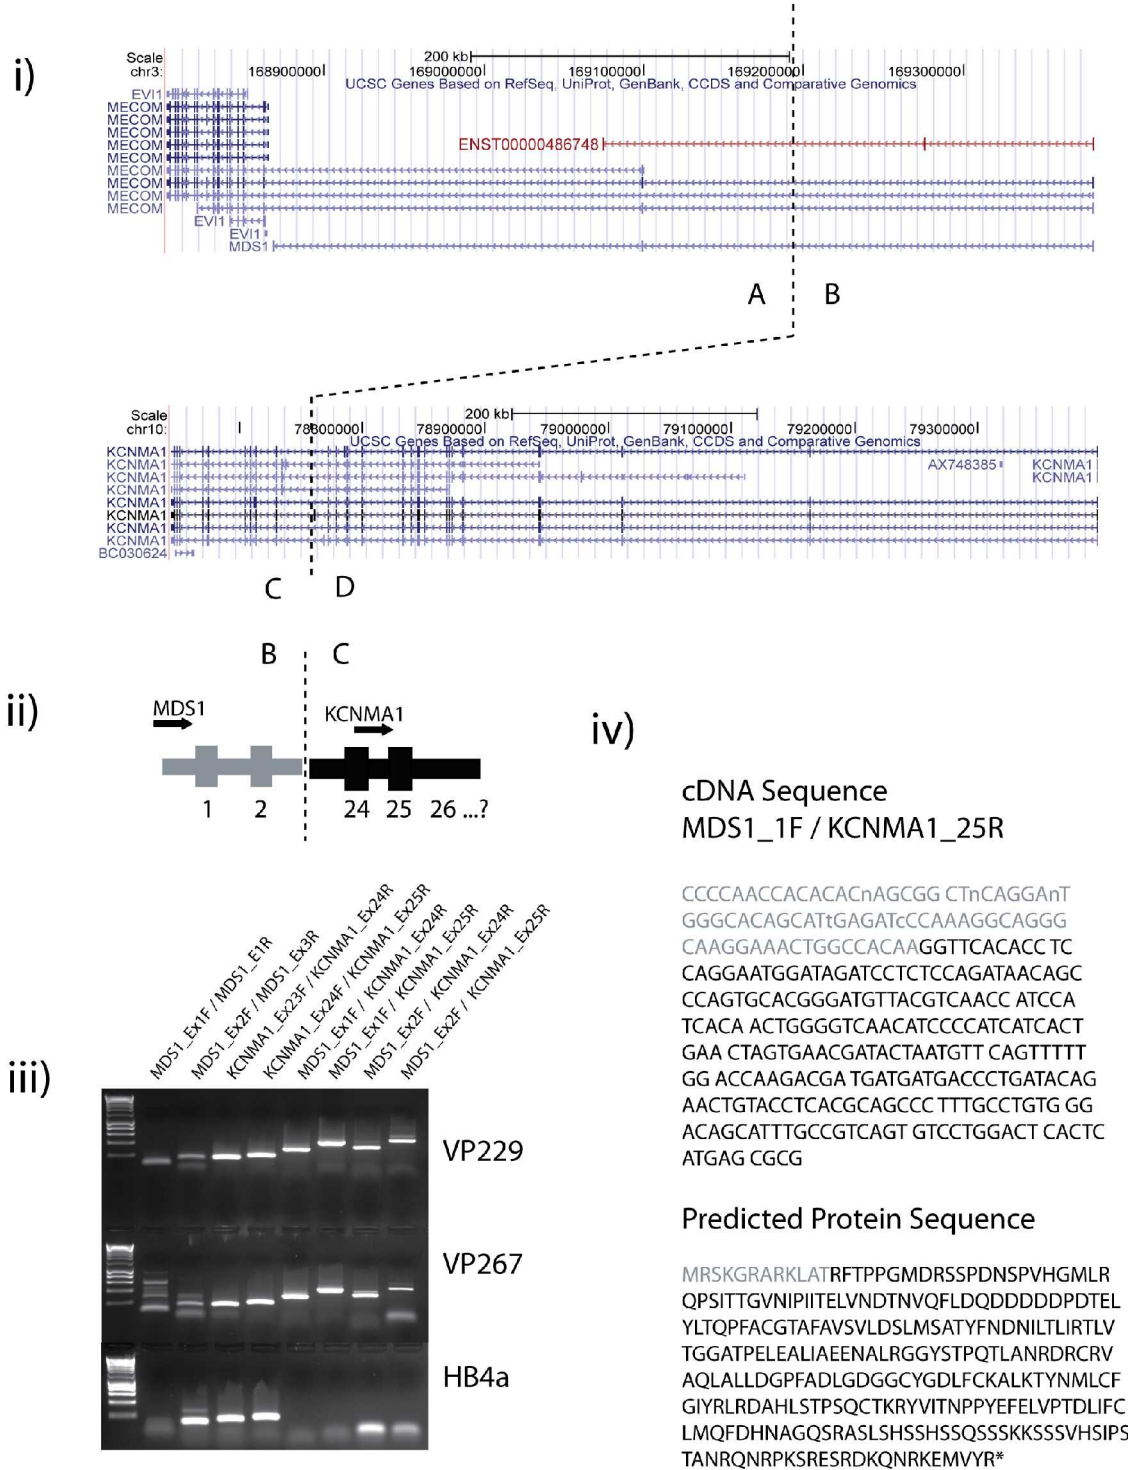 i)
Scale
chr3:
200 kb
168900000
169000000
169100000
169200000
169300000
UCSC Genes Based on RefSeq, UniProt, GenBank, CCDS and Comparative Genomics
EVI1
MECOM
MECOM
MECOM
MECOM
ENST00000486748
MECOM
MECOM
MECOM
MECOM
MECOM
EVI1
EVI1
MDS1
A
B
Scale
chr10:
200 kb
78800000
78900000
79000000
79100000
79200000
79300000
UCSC Genes Based on RefSeq, UniProt, GenBank, CCDS and Comparative Genomics
KCNMA1
KCNMA1
AX748385
KCNMA1
KCNMA1
KCNMA1
KCNMA1
KCNMA1
KCNMA1
KCNMA1
KCNMA1
BC030624
C
D
B
C
ii)
MDS1
KCNMA1
1
2
24
25
26 ...?
iii)
MDS1_Ex1F / MDS1_E1R
MDS1_Ex2F / MDS1_Ex3R
KCNMA1_Ex23F / KCNMA1_Ex24R
KCNMA1_Ex24F / KCNMA1_Ex25R
MDS1_Ex1F / KCNMA1_Ex24R
MDS1_Ex1F / KCNMA1_Ex25R
MDS1_Ex2F / KCNMA1_Ex24R
MDS1_Ex2F / KCNMA1_Ex25R
VP229
VP267
HB4a
iv)
cDNA Sequence
MDS1_1F / KCNMA1_25R
CCCCAACCACACACnAGCGG CTnCAGGAnT
GGGCACAGCATtGAGATcCCAAAGGCAGGG
CAAGGAAACTGGCCACAAGGTTCACACC TC
CAGGAATGGATAGATCCTCTCCAGATAACAGC
CCAGTGCACGGGATGTTACGTCAACC ATCCA
TCACA ACTGGGGTCAACATCCCCATCATCACT
GAA CTAGTGAACGATACTAATGTT CAGTTTTT
GG ACCAAGACGA TGATGATGACCCTGATACAG
AACTGTACCTCACGCAGCCC TTTGCCTGTG GG
ACAGCATTTGCCGTCAGT GTCCTGGACT CACTC
ATGAG CGCG
Predicted Protein Sequence
MRSKGRARKLATRFTPPGMDRSSPDNSPVHGMLR
QPSITTGVNIPIITELVNDTNVQFLDQDDDDDPDTEL
YLTQPFACGTAFAVSVLDSLMSATYFNDNILTLIRTLV
TGGATPELEALIAEENALRGGYSTPQTLANRDRCRV
AQLALLDGPFADLGDGGCYGDLFCKALKTYNMLCF
GIYRLRDAHLSTPSQCTKRYVITNPPYEFELVPTDLIFC
LMQFDHNAGQSRASLSHSSHSSQSSSKKSSSVHSIPS
TANRQNRPKSRESRDKQNRKEMVYR*